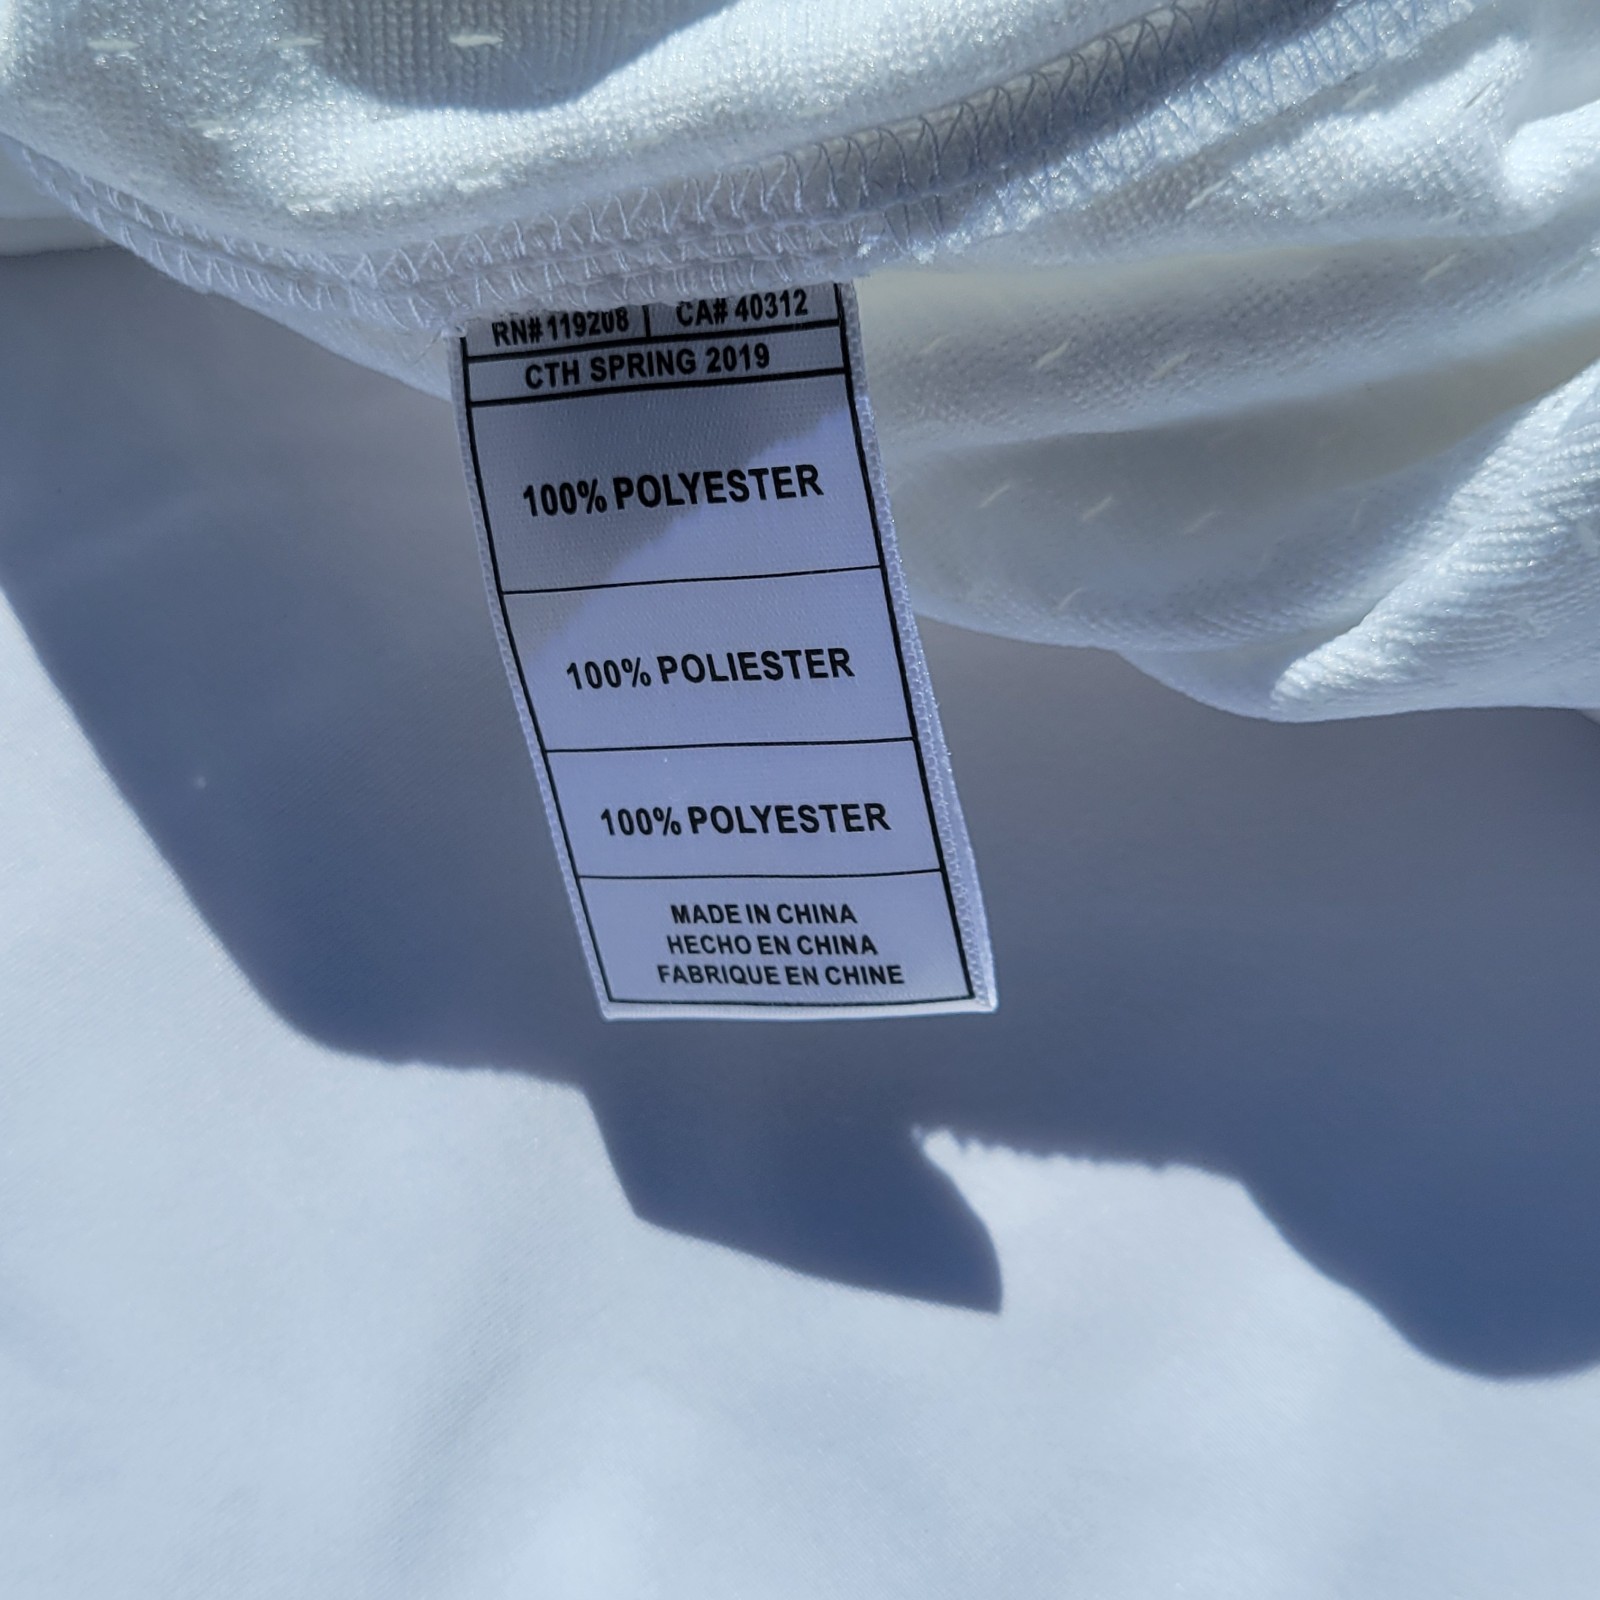 RN# 119208 | CA# 40312
CTH SPRING 2019
100% POLYESTER
100% POLIESTER
100% POLYESTER
MADE IN CHINA
HECHO EN CHINA
FABRIQUE EN CHINE